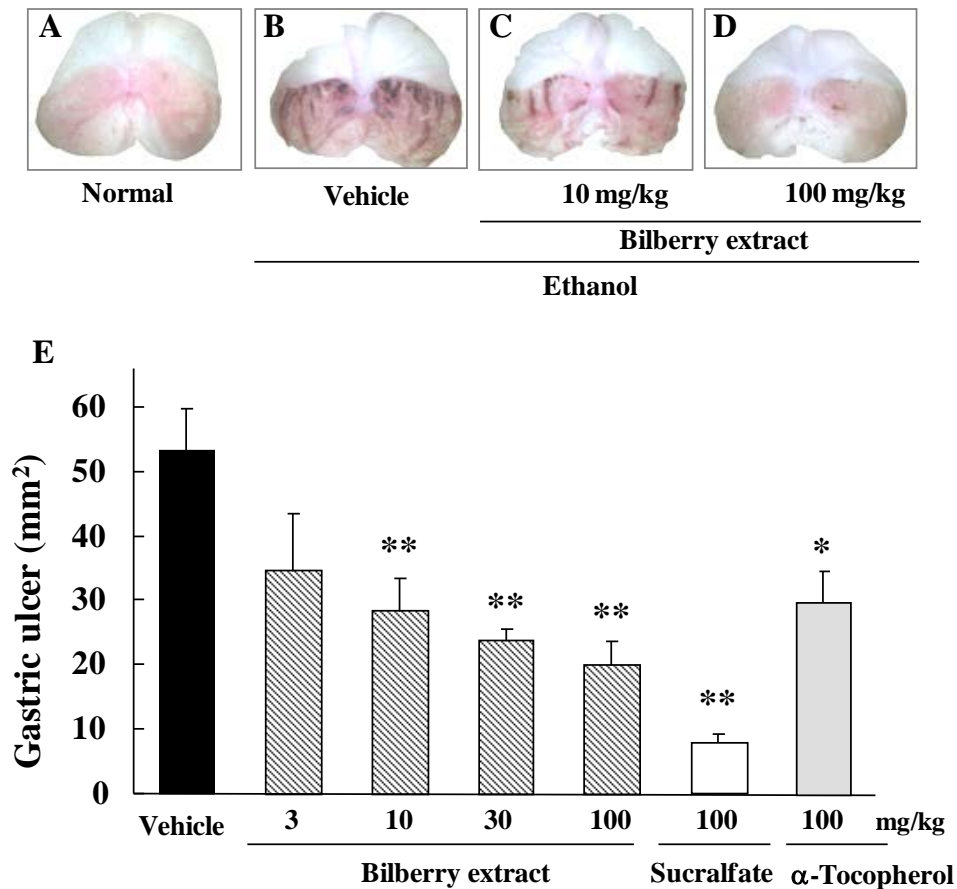 A B C D
Normal Vehicle 10 mg/kg 100 mg/kg
Bilberry extract
Ethanol
E
Gastric ulcer (mm²)
60
50
40
30
20
10
0
** ** ** ** *
Vehicle 3 10 30 100 100 100 mg/kg
Bilberry extract Sucralfate α-Tocopherol